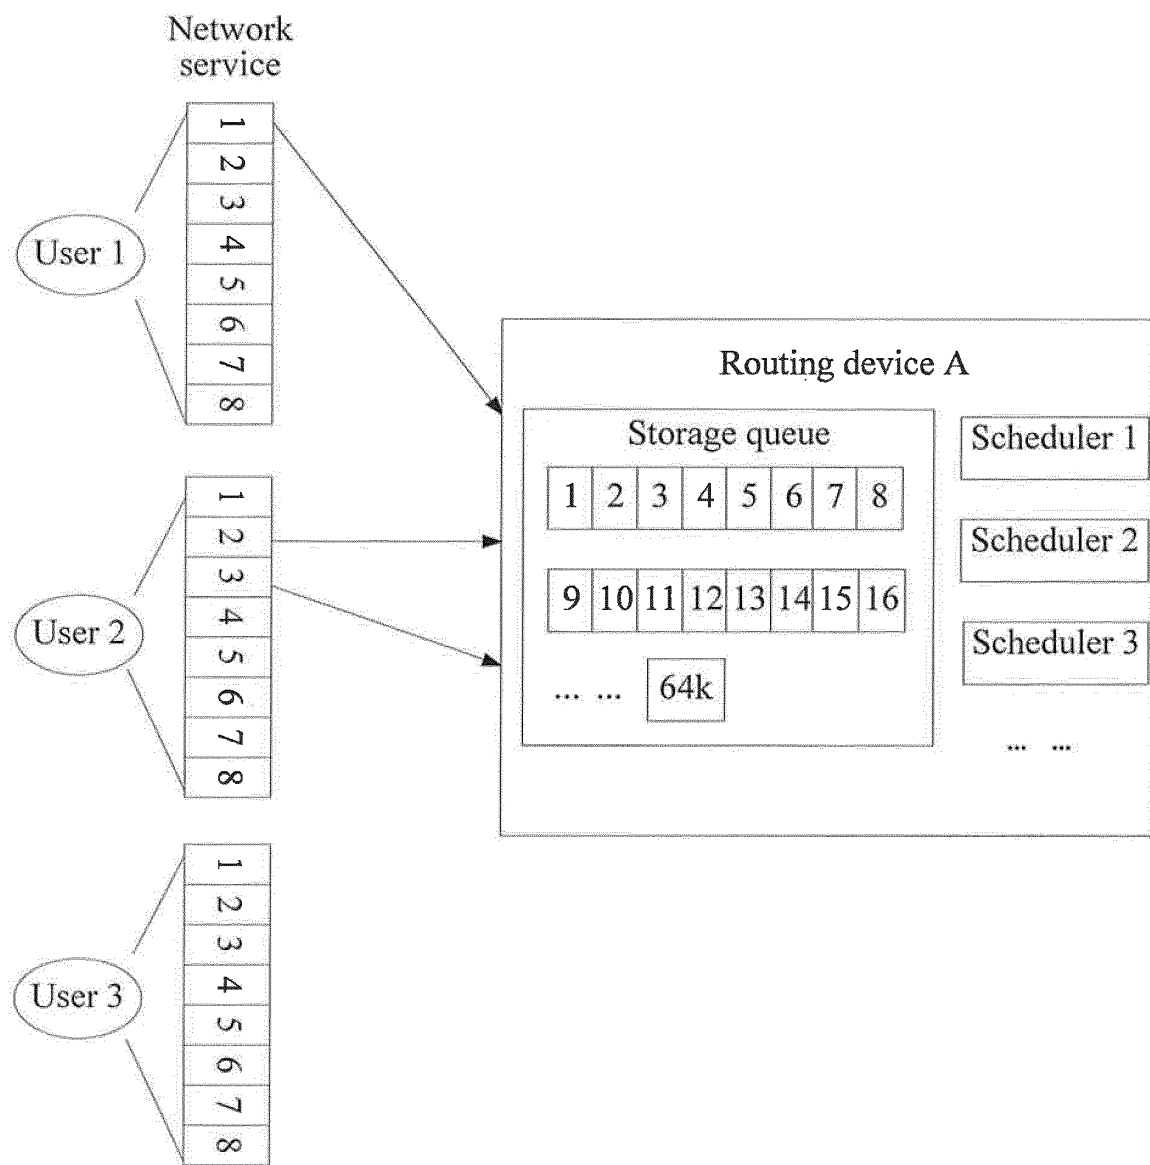 Network
service
1
2
3
4
5
6
7
8
User 1
1
2
3
4
5
6
7
8
User 2
1
2
3
4
5
6
7
8
User 3
Routing device A
Storage queue
1 2 3 4 5 6 7 8
9 10 11 12 13 14 15 16
... ... 64k
Scheduler 1
Scheduler 2
Scheduler 3
... ...